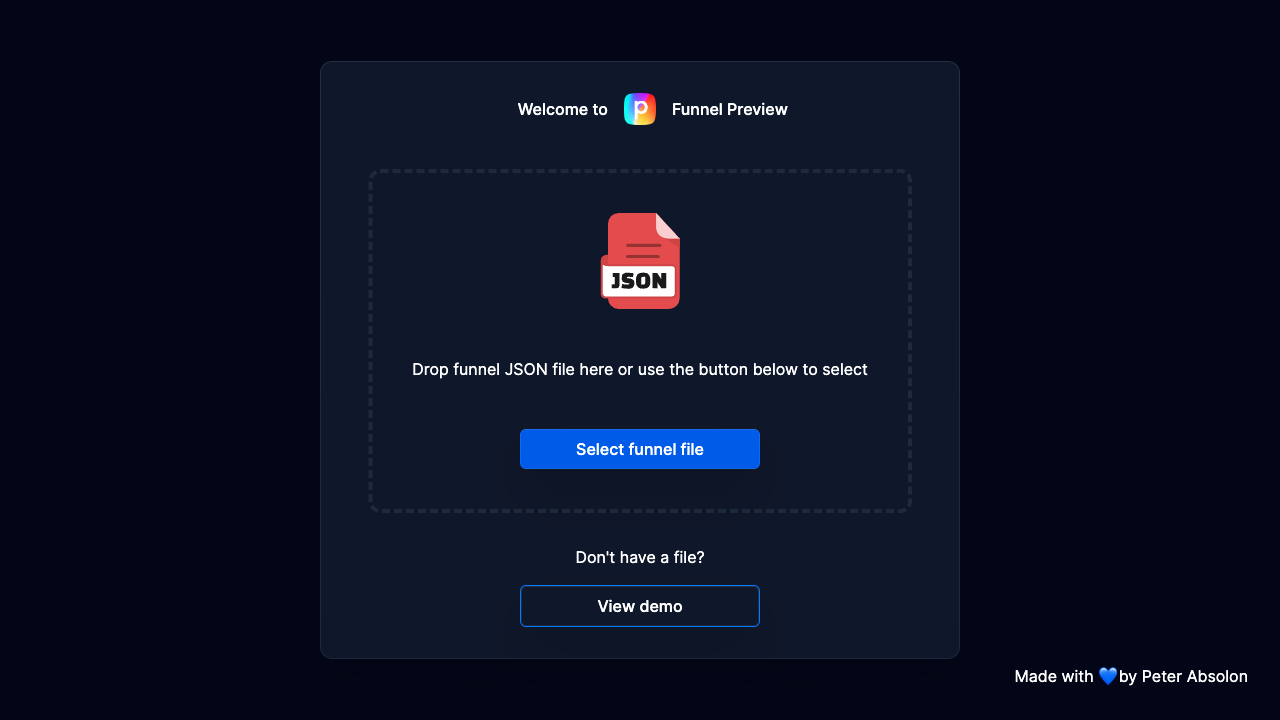 Welcome to p Funnel Preview
JSON
Drop funnel JSON file here or use the button below to select
Select funnel file
Don't have a file?
View demo
Made with 💙by Peter Absolon